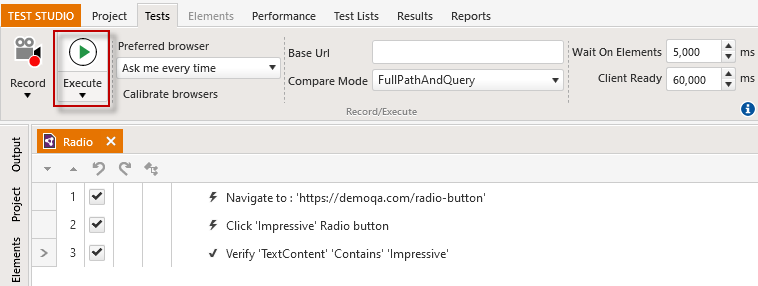 TEST STUDIO Project Tests Elements Performance Test Lists Results Reports
Record
Execute
Preferred browser
Ask me every time
Calibrate browsers
Base Url
Compare Mode FullPathAndQuery
Wait On Elements 5,000 ms
Client Ready 60,000 ms
Record/Execute
Output
Project
Elements
Radio
1 Navigate to : 'https://demoqa.com/radio-button'
2 Click 'Impressive' Radio button
3 Verify 'TextContent' 'Contains' 'Impressive'